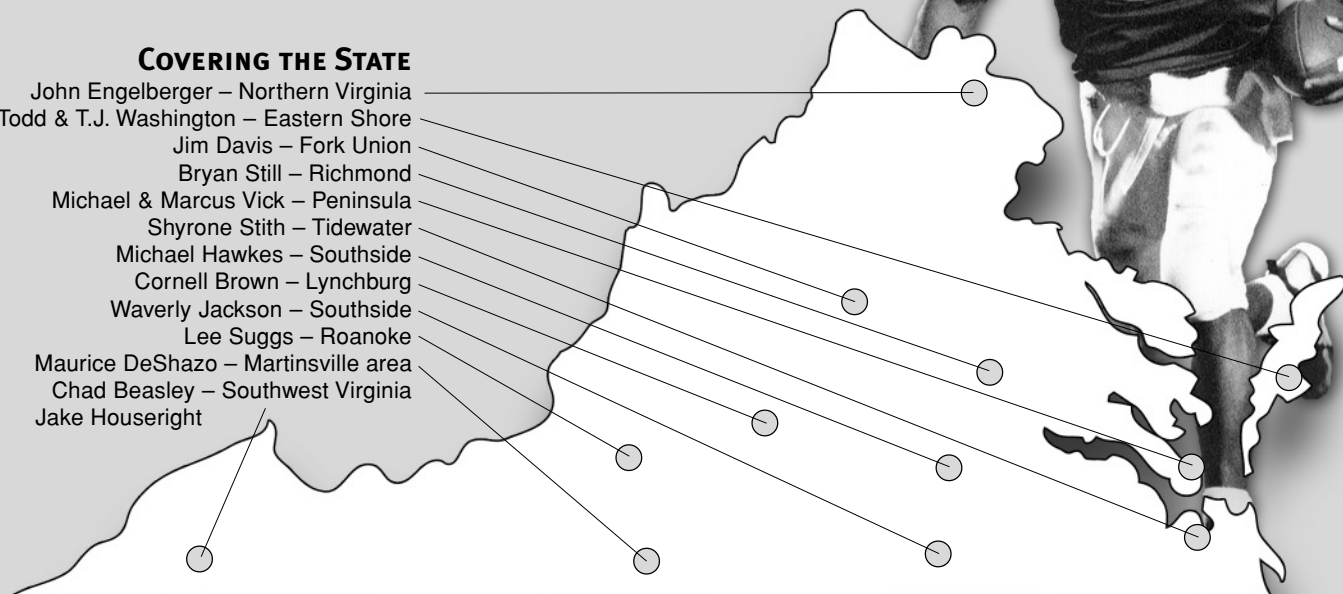 COVERING THE STATE
John Engelberger – Northern Virginia
Todd & T.J. Washington – Eastern Shore
Jim Davis – Fork Union
Bryan Still – Richmond
Michael & Marcus Vick – Peninsula
Shyrone Stith – Tidewater
Michael Hawkes – Southside
Cornell Brown – Lynchburg
Waverly Jackson – Southside
Lee Suggs – Roanoke
Maurice DeShazo – Martinsville area
Chad Beasley – Southwest Virginia
Jake Houseright